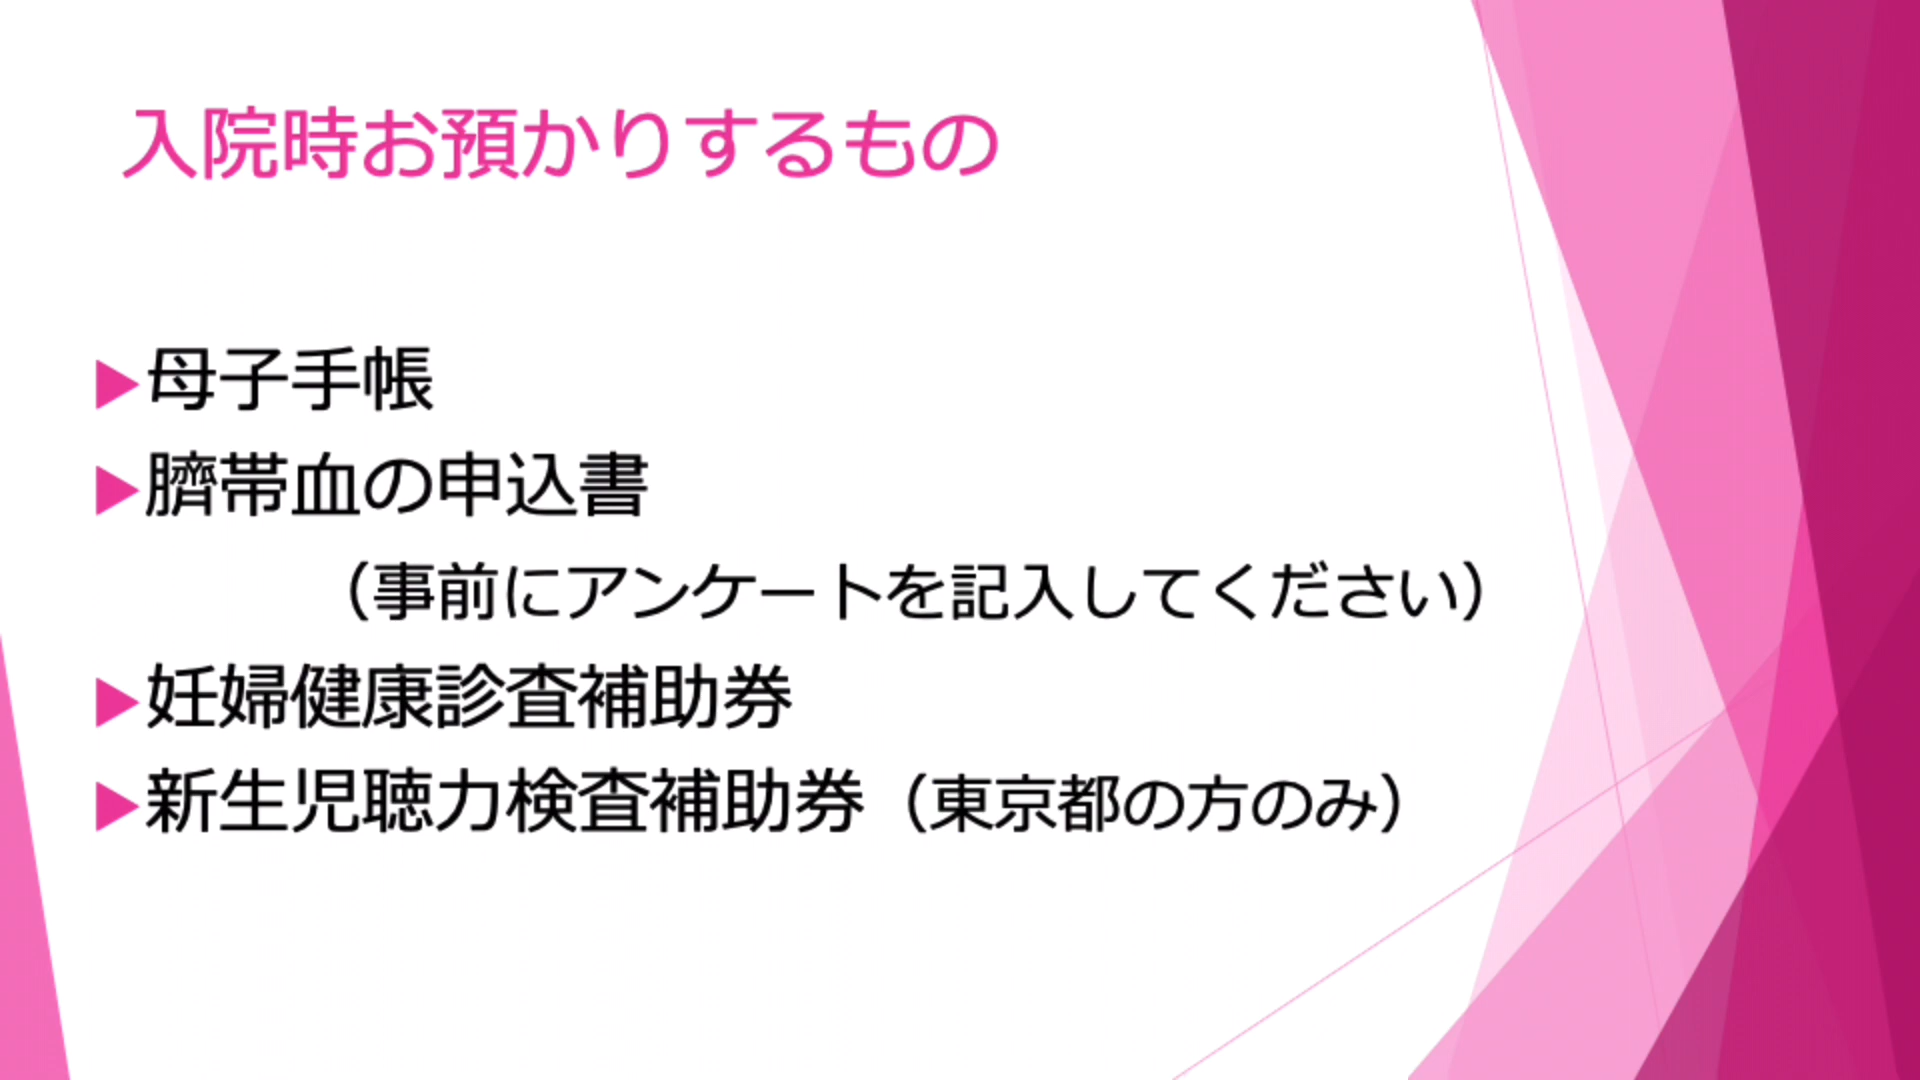 入院時お預かりするもの
▶母子手帳
▶臍帯血の申込書
（事前にアンケートを記入してください）
▶妊婦健康診査補助券
▶新生児聴力検査補助券（東京都の方のみ）